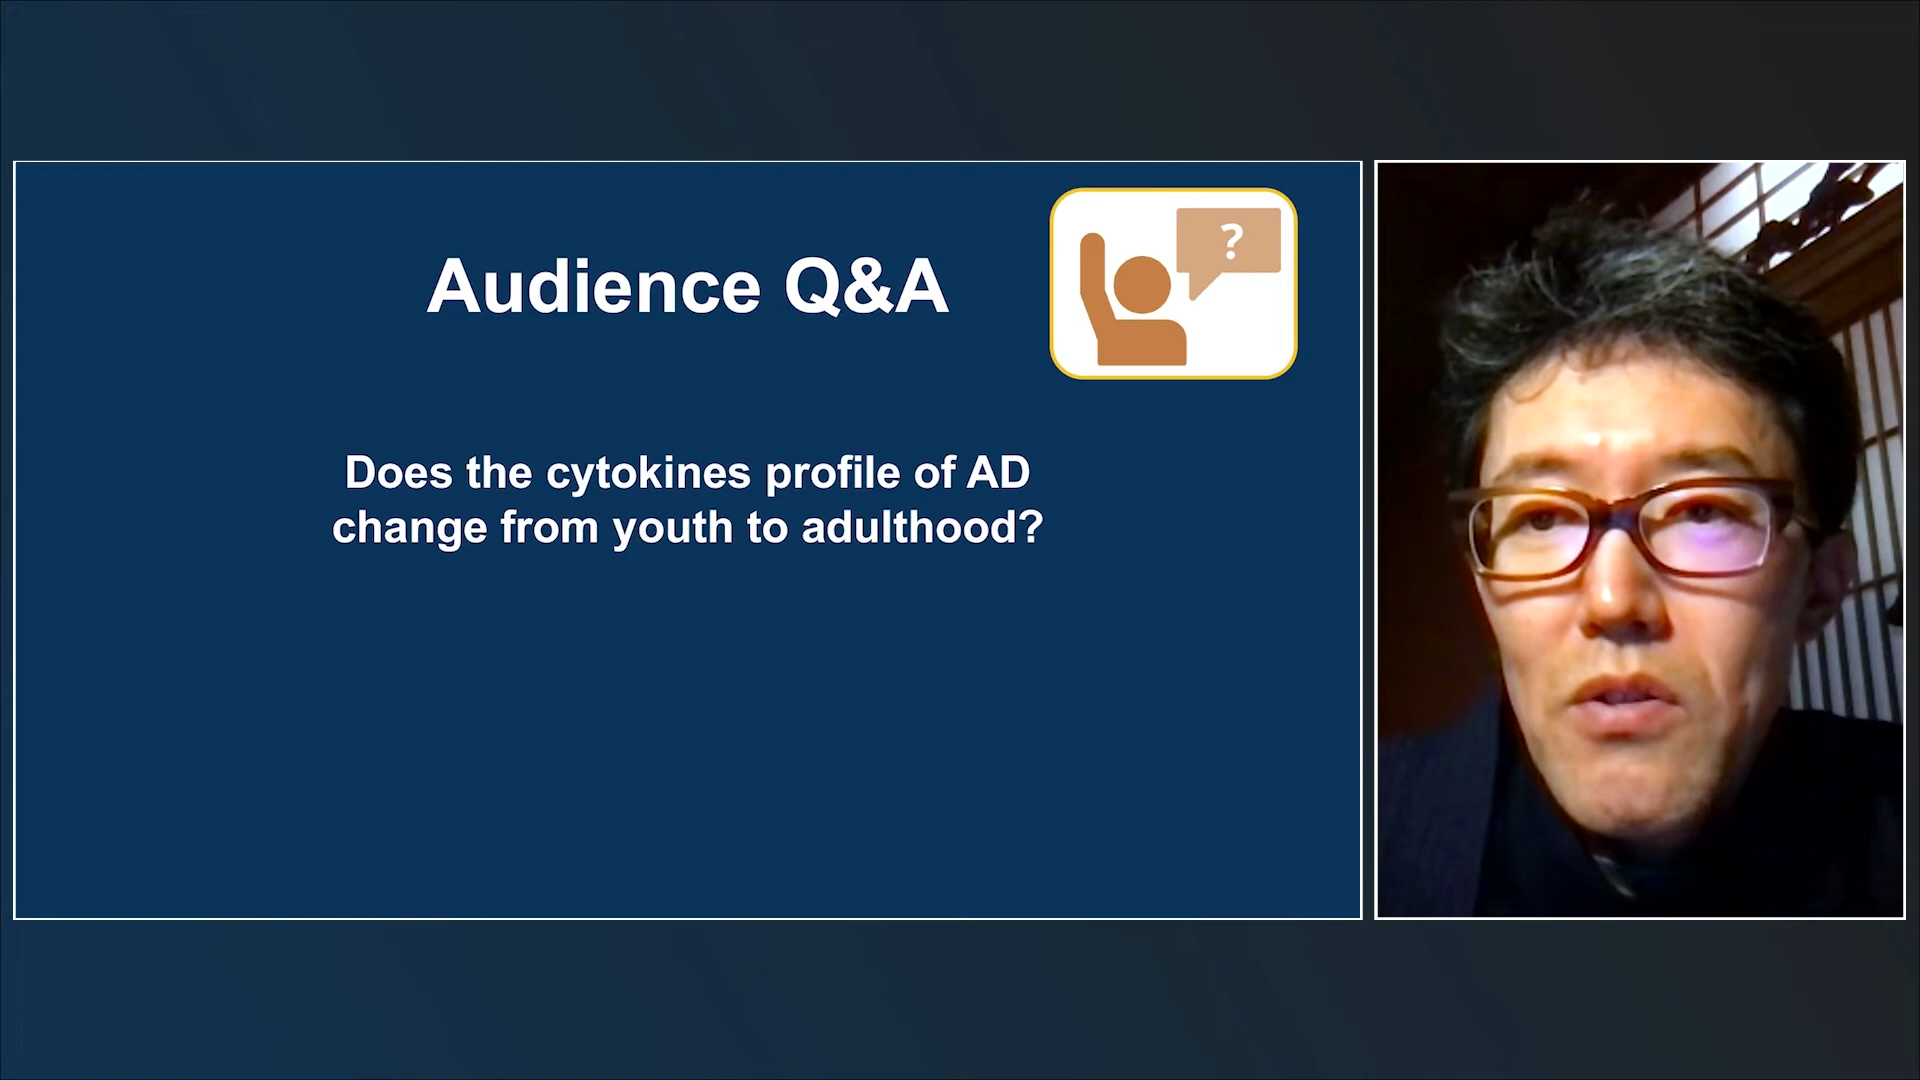 Audience Q&A
?
Does the cytokines profile of AD
change from youth to adulthood?